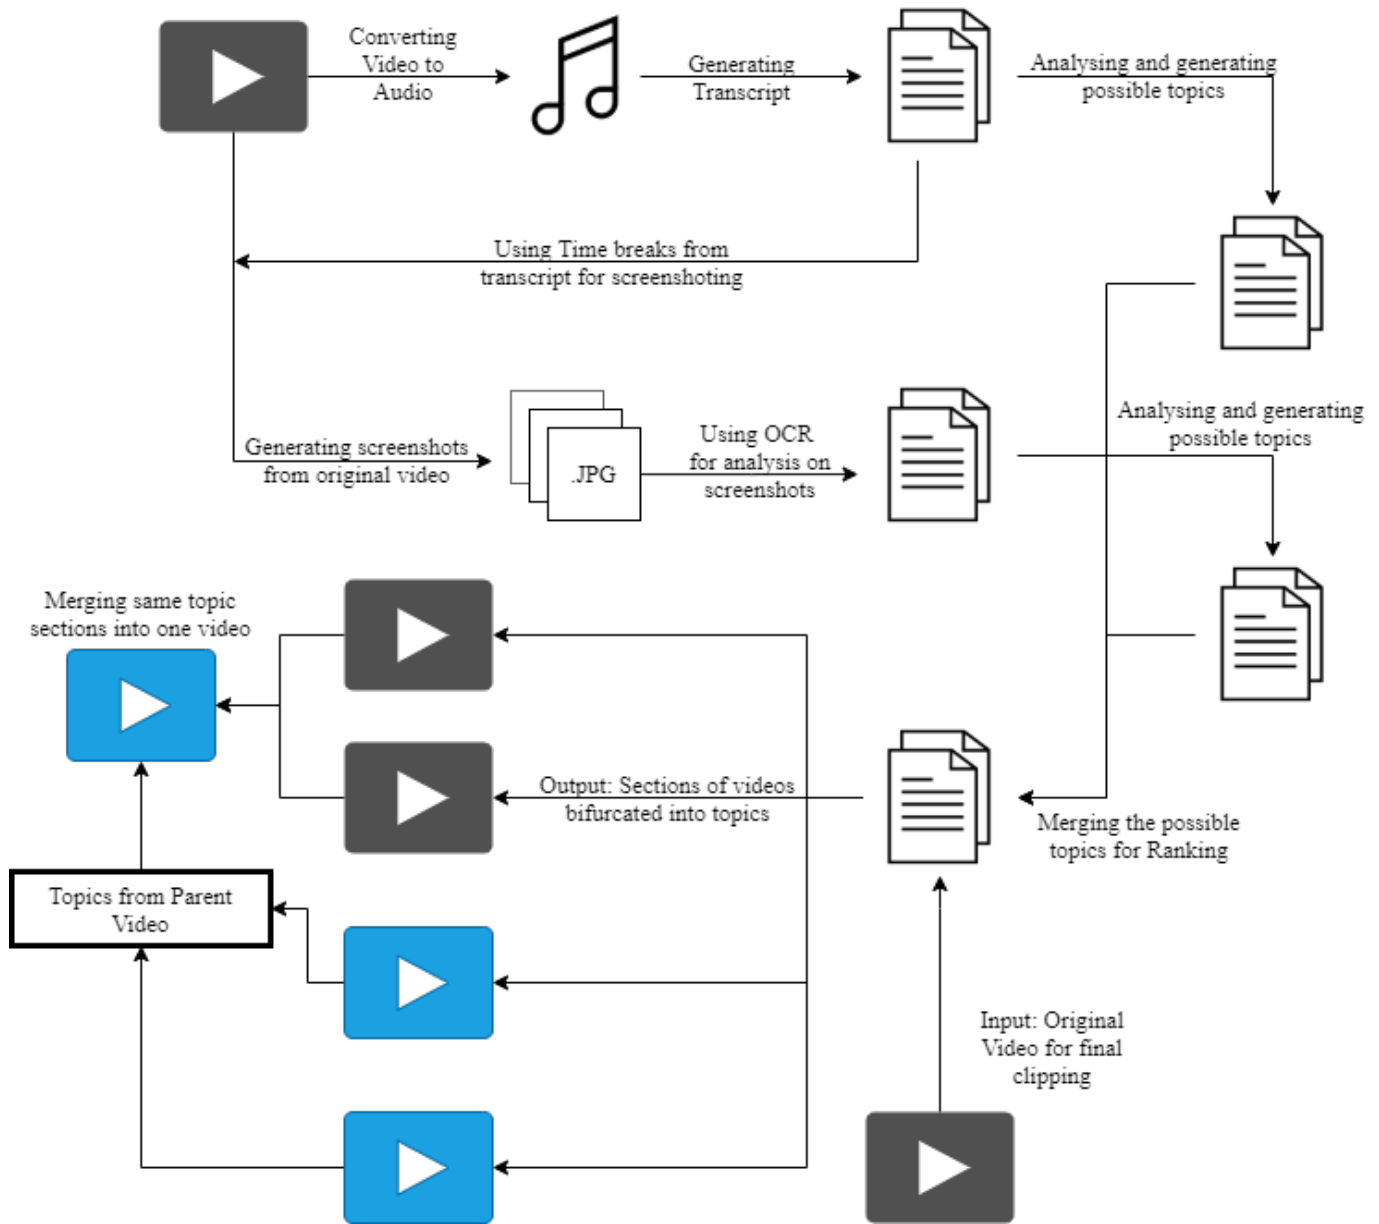 Converting
Video to
Audio
Generating
Transcript
Analysing and generating
possible topics
Using Time breaks from
transcript for screenshoting
Generating screenshots
from original video
.JPG
Using OCR
for analysis on
screenshots
Analysing and generating
possible topics
Merging same topic
sections into one video
Output: Sections of videos
bifurcated into topics
Merging the possible
topics for Ranking
Topics from Parent
Video
Input: Original
Video for final
clipping